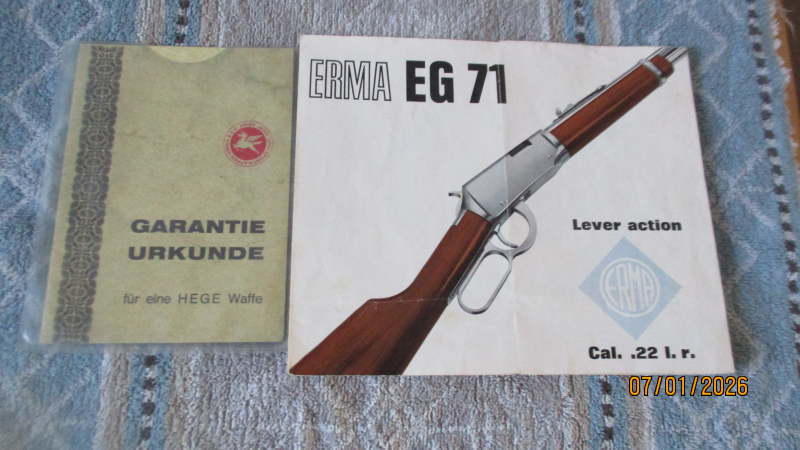 GARANTIE
URKUNDE
für eine HEGE Waffe
ERMA EG 71
Lever action
ERMA
Cal. .22 l. r.
07/01/2026